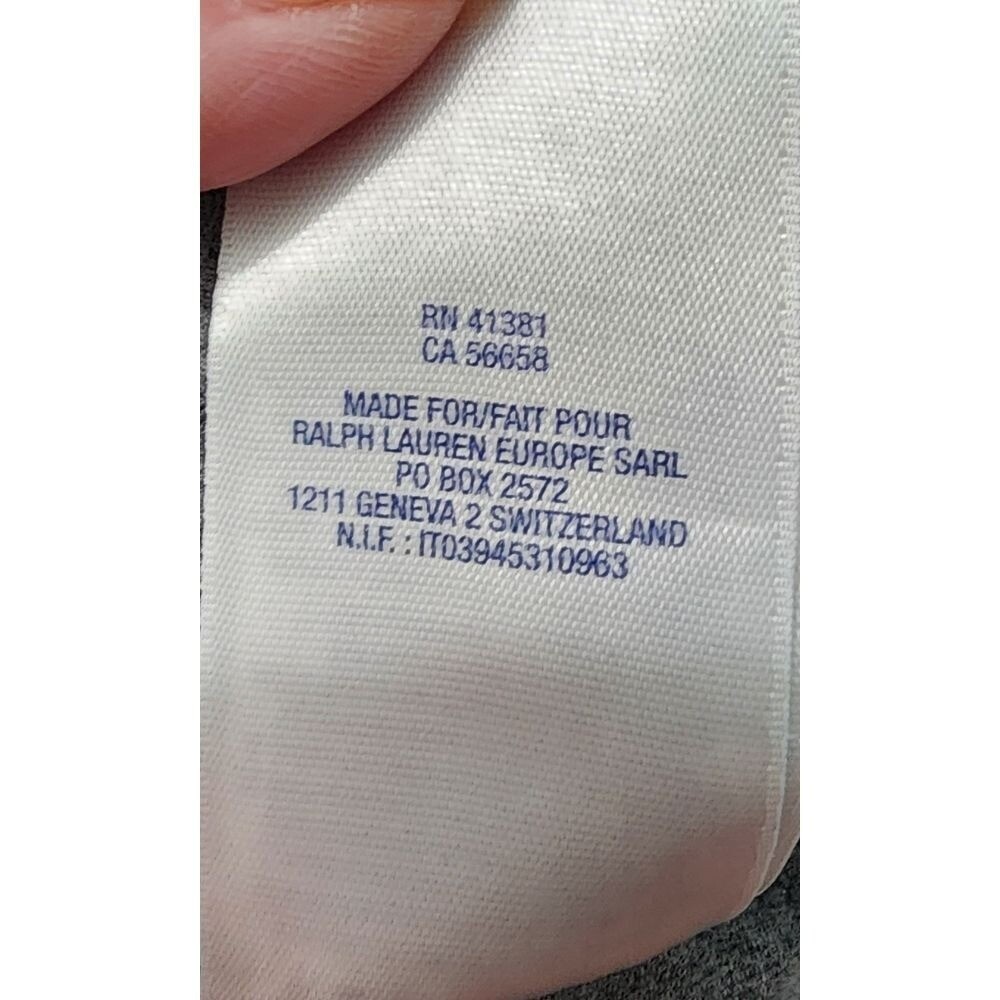 RN 41381
CA 56658
MADE FOR/FAIT POUR
RALPH LAUREN EUROPE SARL
PO BOX 2572
1211 GENEVA 2 SWITZERLAND
N.I.F. : IT03945310963